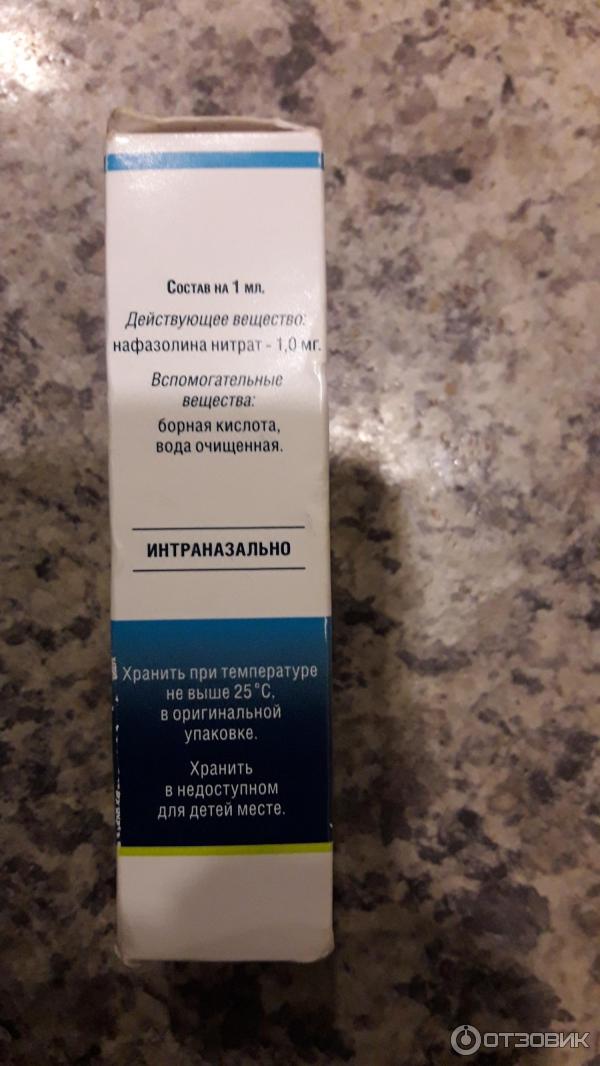 Состав на 1 мл.
Действующее вещество:
нафазолина нитрат - 1,0 мг.
Вспомогательные
вещества:
борная кислота,
вода очищенная.
ИНТРАНАЗАЛЬНО
Хранить при температуре
не выше 25°С,
в оригинальной
упаковке.
Хранить
в недоступном
для детей месте.
ОТЗОВИК